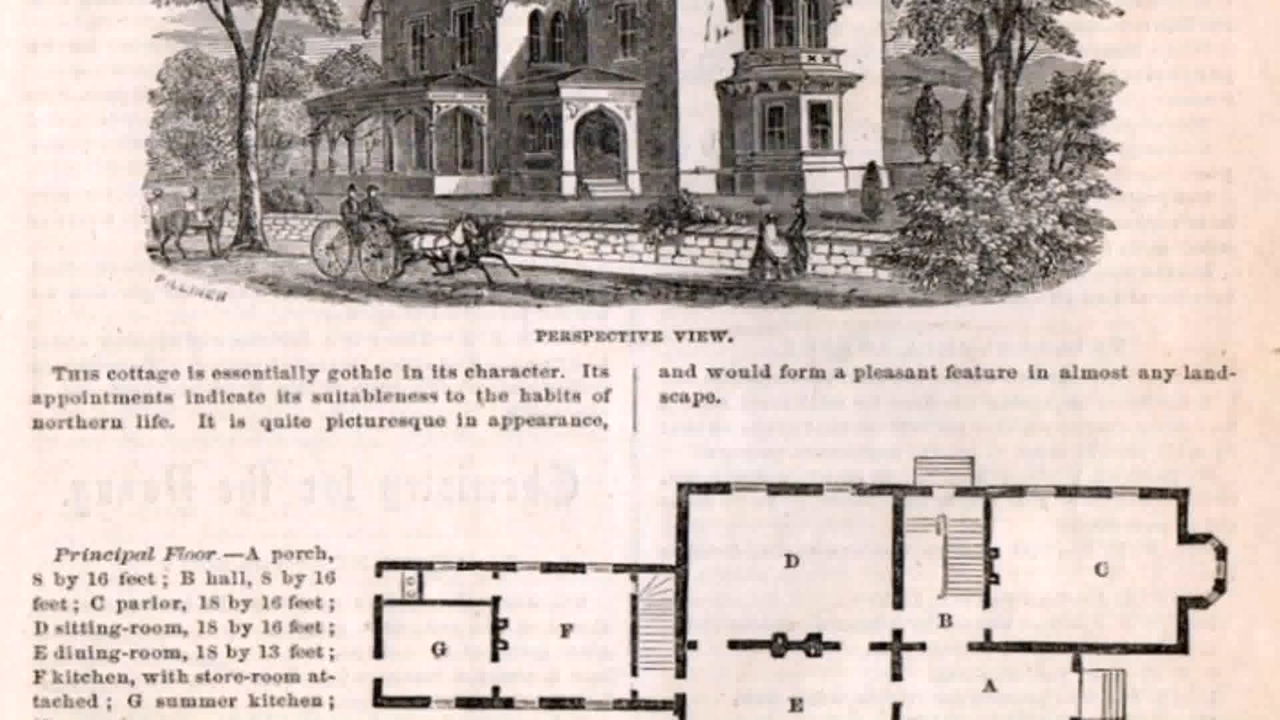 PILLINER
PERSPECTIVE VIEW.
THIS cottage is essentially gothic in its character. Its
appointments indicate its suitableness to the habits of
northern life. It is quite picturesque in appearance,
and would form a pleasant feature in almost any land-
scape.
Principal Floor.—A porch,
8 by 16 feet; B hall, 8 by 16
feet; C parlor, 18 by 16 feet;
D sitting-room, 18 by 16 feet;
E dining-room, 18 by 13 feet;
F kitchen, with store-room at-
tached; G summer kitchen;
D
C
B
F
G
A
E